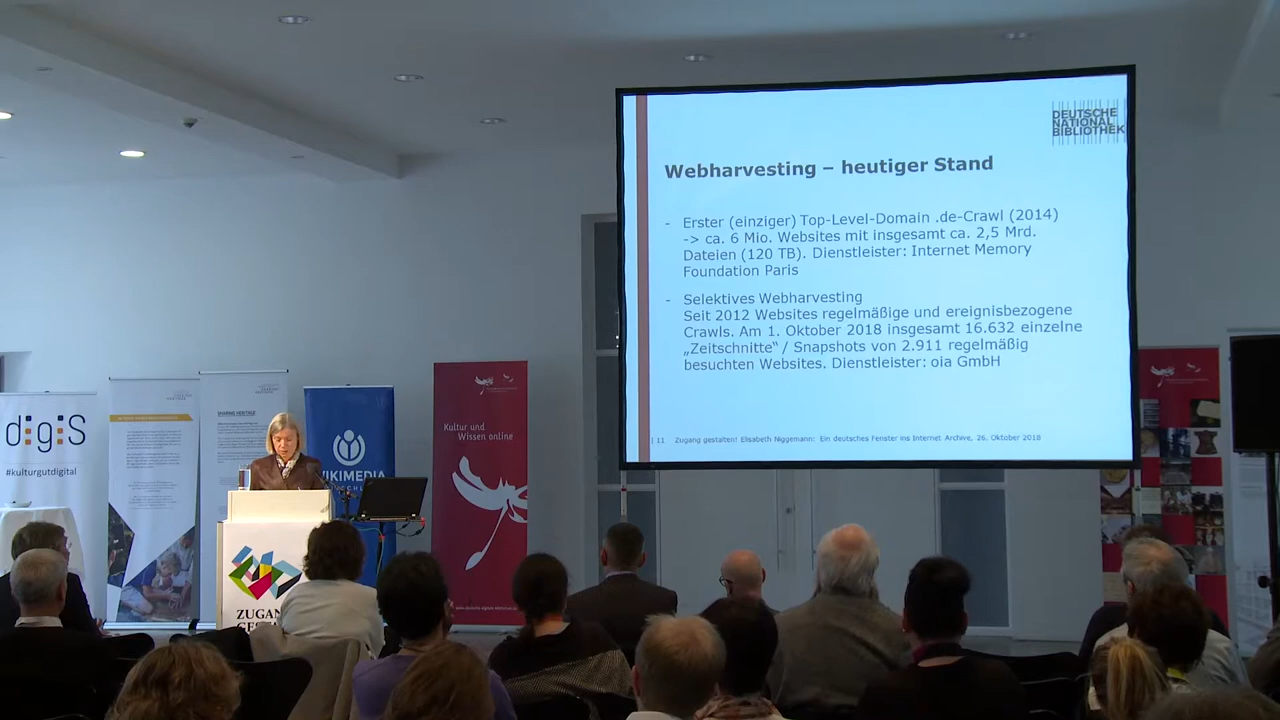 DEUTSCHE
NATIONAL
BIBLIOTHEK
Webharvesting – heutiger Stand
- Erster (einziger) Top-Level-Domain .de-Crawl (2014)
-> ca. 6 Mio. Websites mit insgesamt ca. 2,5 Mrd.
Dateien (120 TB). Dienstleister: Internet Memory
Foundation Paris
- Selektives Webharvesting
Seit 2012 Websites regelmäßige und ereignisbezogene
Crawls. Am 1. Oktober 2018 insgesamt 16.632 einzelne
„Zeitschnitte“ / Snapshots von 2.911 regelmäßig
besuchten Websites. Dienstleister: oia GmbH
| 11 Zugang gestalten! Elisabeth Niggemann: Ein deutsches Fenster ins Internet Archive, 26. Oktober 2018
d:g:S
#kulturgutdigital
SHARING HERITAGE
WIKIMEDIA
Kultur und
Wissen online
ZUGAN